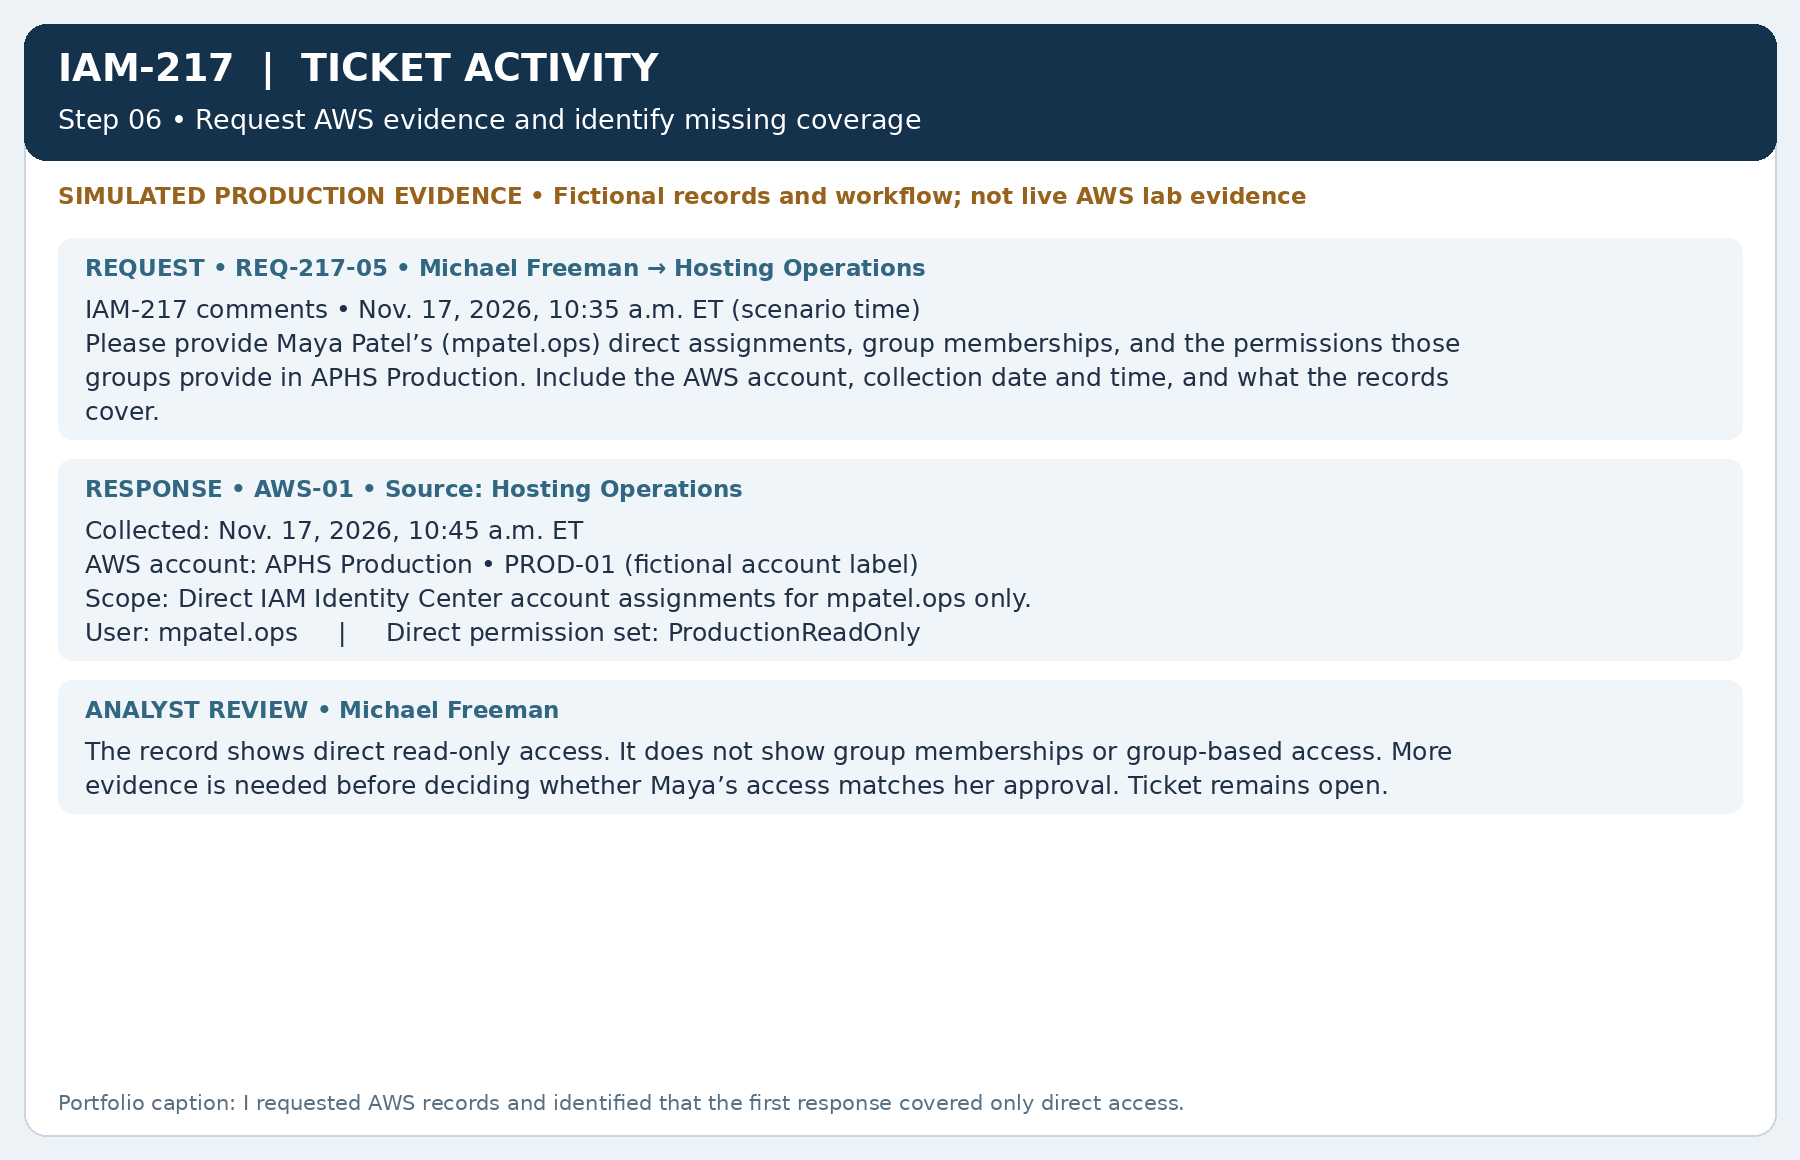 IAM-217 | TICKET ACTIVITY
Step 06 • Request AWS evidence and identify missing coverage
SIMULATED PRODUCTION EVIDENCE • Fictional records and workflow; not live AWS lab evidence
REQUEST • REQ-217-05 • Michael Freeman → Hosting Operations
IAM-217 comments • Nov. 17, 2026, 10:35 a.m. ET (scenario time)
Please provide Maya Patel’s (mpatel.ops) direct assignments, group memberships, and the permissions those
groups provide in APHS Production. Include the AWS account, collection date and time, and what the records
cover.
RESPONSE • AWS-01 • Source: Hosting Operations
Collected: Nov. 17, 2026, 10:45 a.m. ET
AWS account: APHS Production • PROD-01 (fictional account label)
Scope: Direct IAM Identity Center account assignments for mpatel.ops only.
User: mpatel.ops | Direct permission set: ProductionReadOnly
ANALYST REVIEW • Michael Freeman
The record shows direct read-only access. It does not show group memberships or group-based access. More
evidence is needed before deciding whether Maya’s access matches her approval. Ticket remains open.
Portfolio caption: I requested AWS records and identified that the first response covered only direct access.